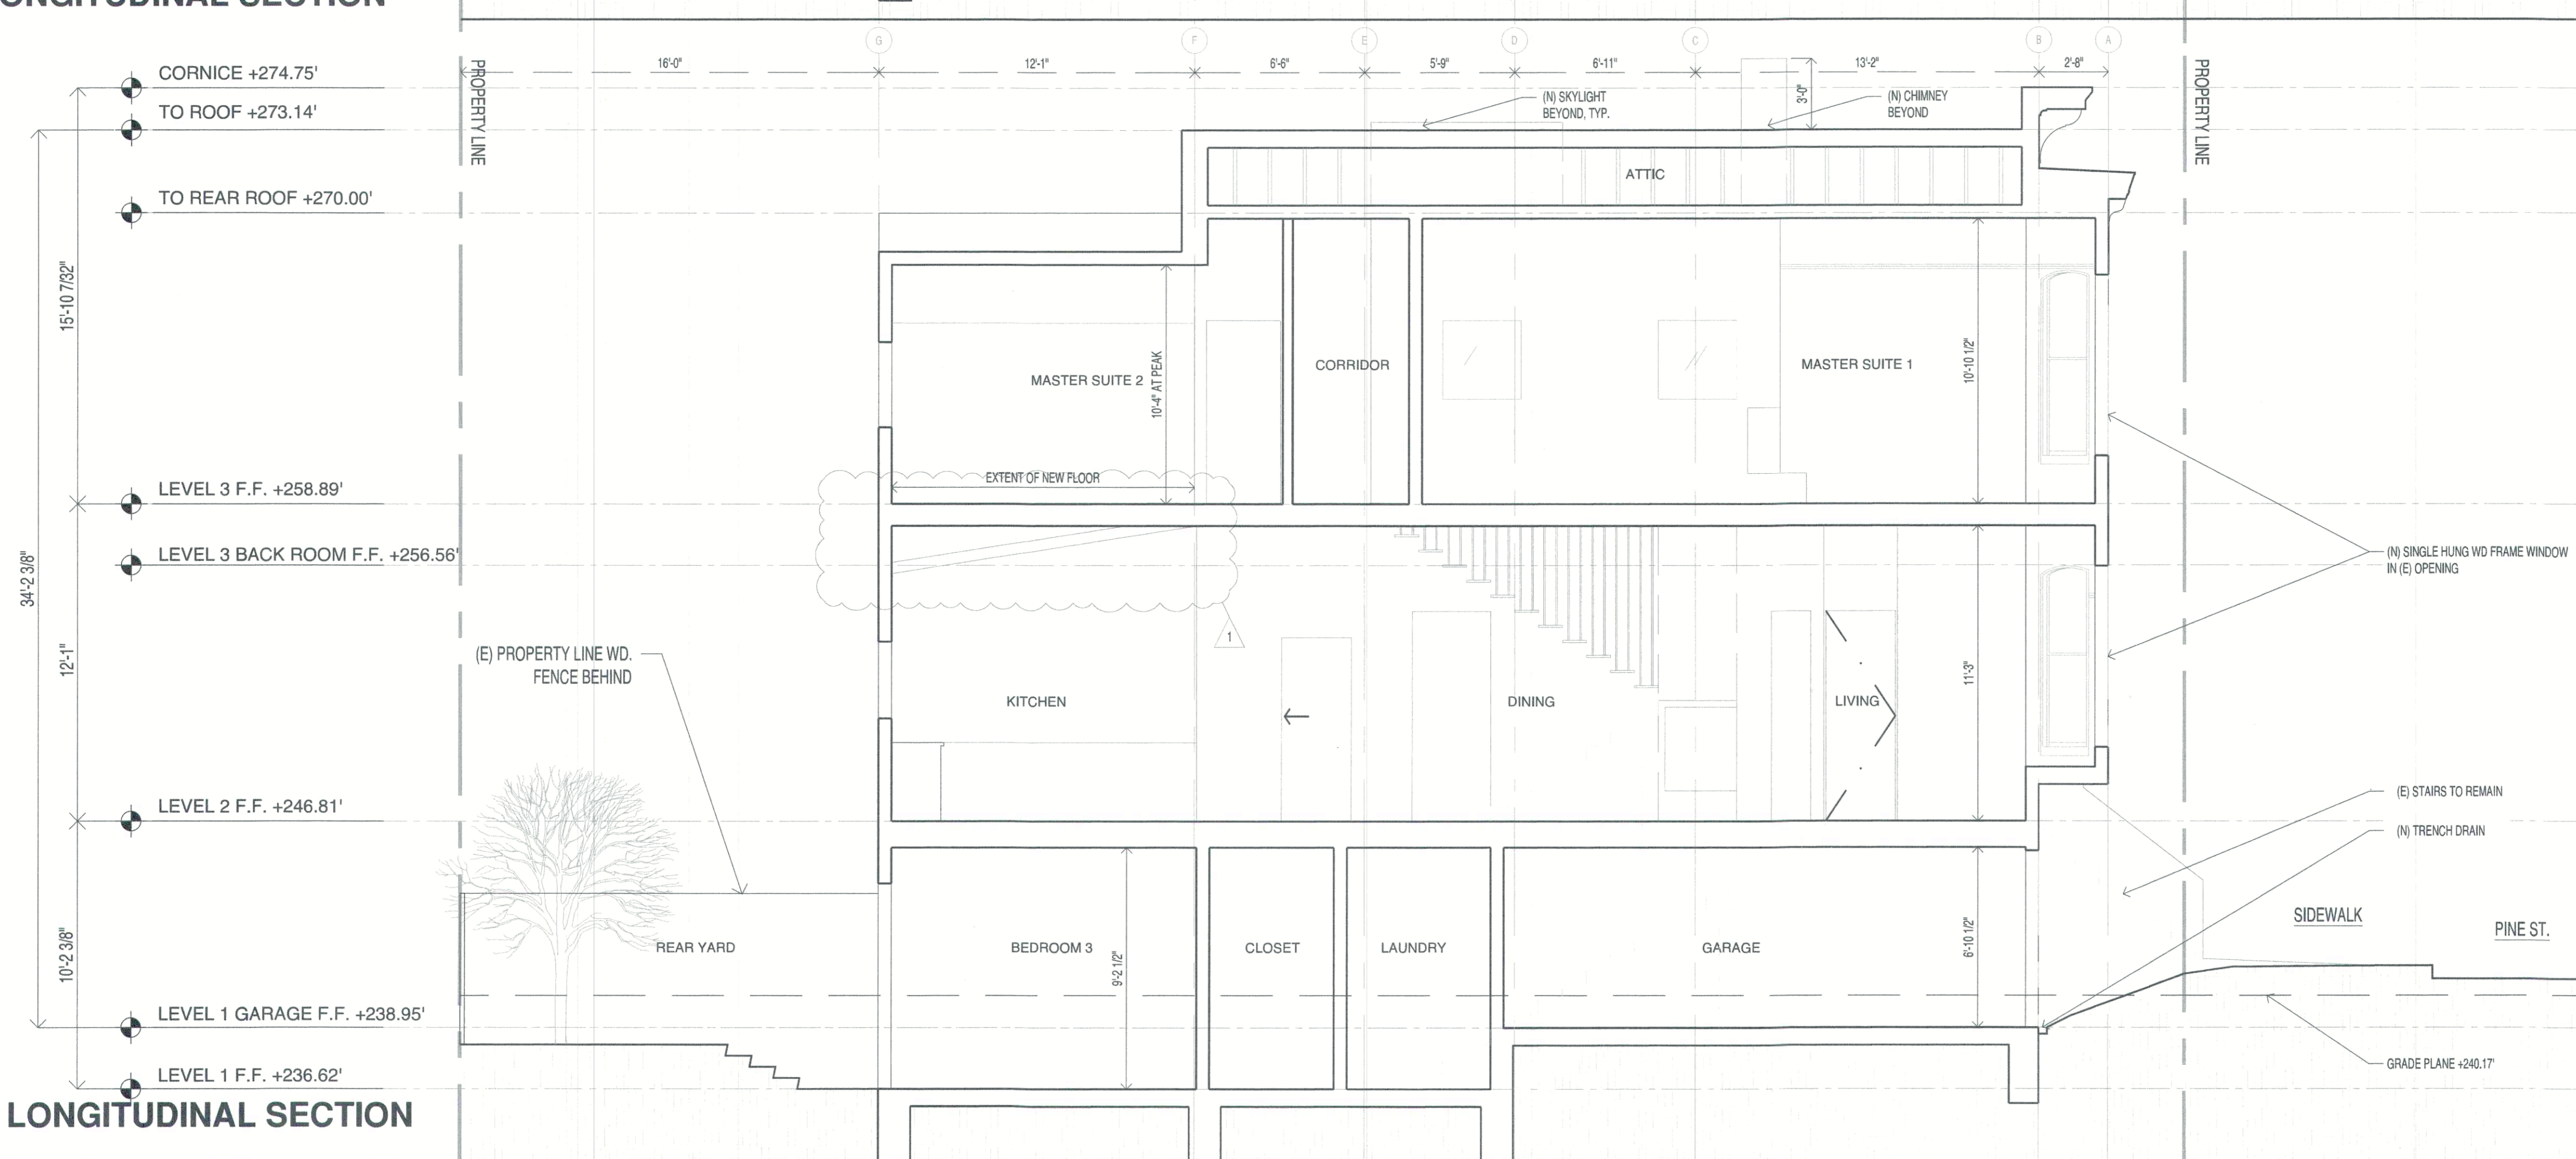 LONGITUDINAL SECTION
G
F
E
D
C
B
A
16'-0"
12'-1"
6'-6"
5'-9"
6'-11"
13'-2"
2'-8"
PROPERTY LINE
PROPERTY LINE
CORNICE +274.75'
TO ROOF +273.14'
TO REAR ROOF +270.00'
LEVEL 3 F.F. +258.89'
LEVEL 3 BACK ROOM F.F. +256.56'
LEVEL 2 F.F. +246.81'
LEVEL 1 GARAGE F.F. +238.95'
LEVEL 1 F.F. +236.62'
15'-10 7/32"
34'-2 3/8"
12'-1"
10'-2 3/8"
(N) SKYLIGHT
BEYOND, TYP.
3'-0"
(N) CHIMNEY
BEYOND
ATTIC
MASTER SUITE 2
10'-4" AT PEAK
CORRIDOR
MASTER SUITE 1
10'-10 1/2"
EXTENT OF NEW FLOOR
1
(N) SINGLE HUNG WD FRAME WINDOW
IN (E) OPENING
(E) PROPERTY LINE WD.
FENCE BEHIND
KITCHEN
DINING
LIVING
11'-3"
(E) STAIRS TO REMAIN
(N) TRENCH DRAIN
REAR YARD
BEDROOM 3
9'-2 1/2"
CLOSET
LAUNDRY
GARAGE
6'-10 1/2"
SIDEWALK
PINE ST.
GRADE PLANE +240.17'
LONGITUDINAL SECTION